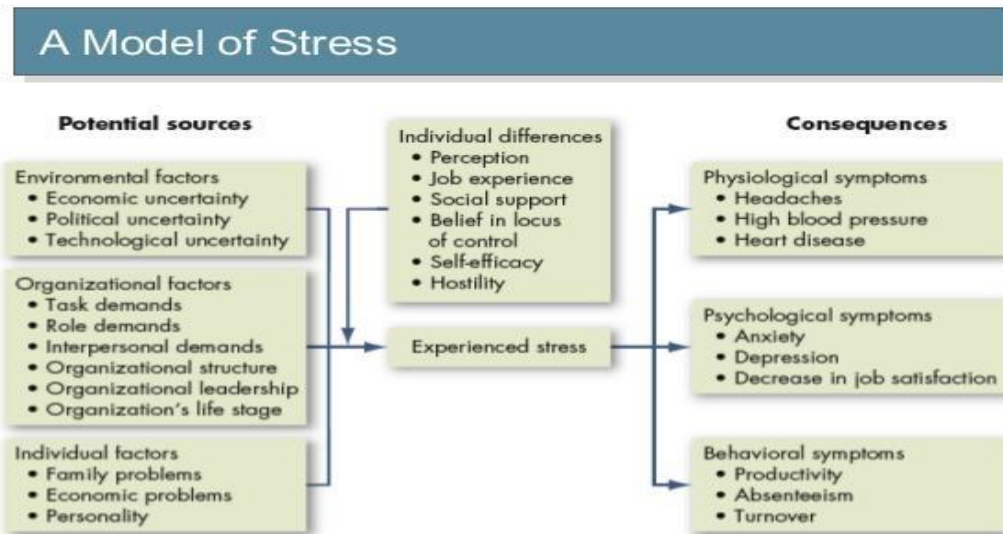 A Model of Stress
Potential sources
Environmental factors
• Economic uncertainty
• Political uncertainty
• Technological uncertainty
Organizational factors
• Task demands
• Role demands
• Interpersonal demands
• Organizational structure
• Organizational leadership
• Organization's life stage
Individual factors
• Family problems
• Economic problems
• Personality
Individual differences
• Perception
• Job experience
• Social support
• Belief in locus
of control
• Self-efficacy
• Hostility
Experienced stress
Consequences
Physiological symptoms
• Headaches
• High blood pressure
• Heart disease
Psychological symptoms
• Anxiety
• Depression
• Decrease in job satisfaction
Behavioral symptoms
• Productivity
• Absenteeism
• Turnover